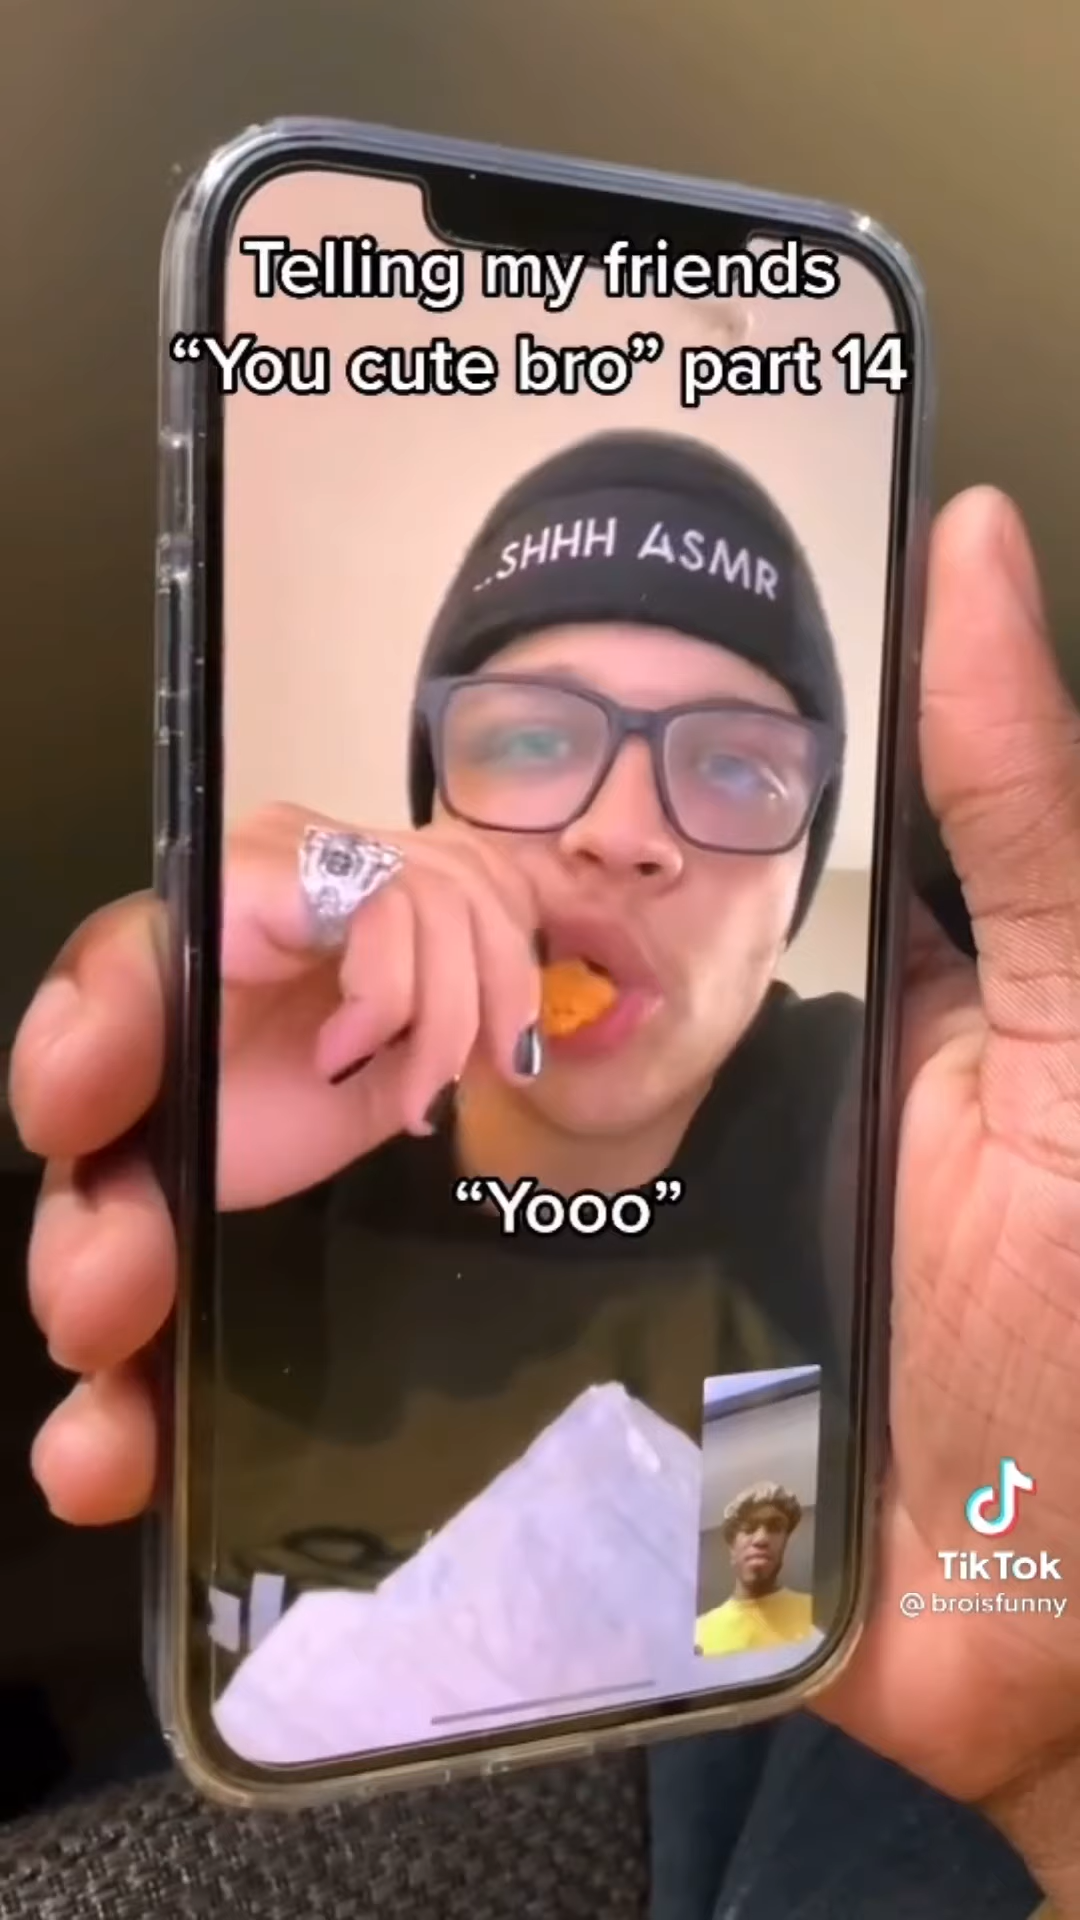 Telling my friends
“You cute bro” part 14
...SHHH ASMR
“Yooo”
TikTok
@broisfunny